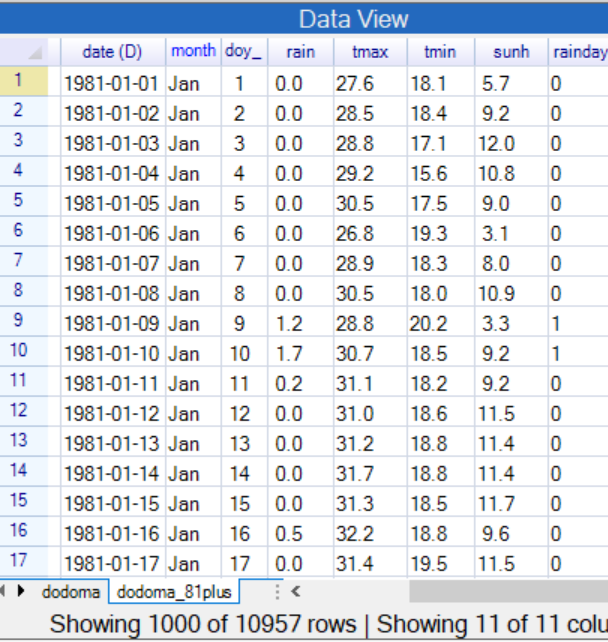 Data View
date (D) month doy_ rain tmax tmin sunh rainday
1 1981-01-01 Jan 1 0.0 27.6 18.1 5.7 0
2 1981-01-02 Jan 2 0.0 28.5 18.4 9.2 0
3 1981-01-03 Jan 3 0.0 28.8 17.1 12.0 0
4 1981-01-04 Jan 4 0.0 29.2 15.6 10.8 0
5 1981-01-05 Jan 5 0.0 30.5 17.5 9.0 0
6 1981-01-06 Jan 6 0.0 26.8 19.3 3.1 0
7 1981-01-07 Jan 7 0.0 28.9 18.3 8.0 0
8 1981-01-08 Jan 8 0.0 30.5 18.0 10.9 0
9 1981-01-09 Jan 9 1.2 28.8 20.2 3.3 1
10 1981-01-10 Jan 10 1.7 30.7 18.5 9.2 1
11 1981-01-11 Jan 11 0.2 31.1 18.2 9.2 0
12 1981-01-12 Jan 12 0.0 31.0 18.6 11.5 0
13 1981-01-13 Jan 13 0.0 31.2 18.8 11.4 0
14 1981-01-14 Jan 14 0.0 31.7 18.8 11.4 0
15 1981-01-15 Jan 15 0.0 31.3 18.5 11.7 0
16 1981-01-16 Jan 16 0.5 32.2 18.8 9.6 0
17 1981-01-17 Jan 17 0.0 31.4 19.5 11.5 0
dodoma dodoma_81plus
Showing 1000 of 10957 rows | Showing 11 of 11 colu